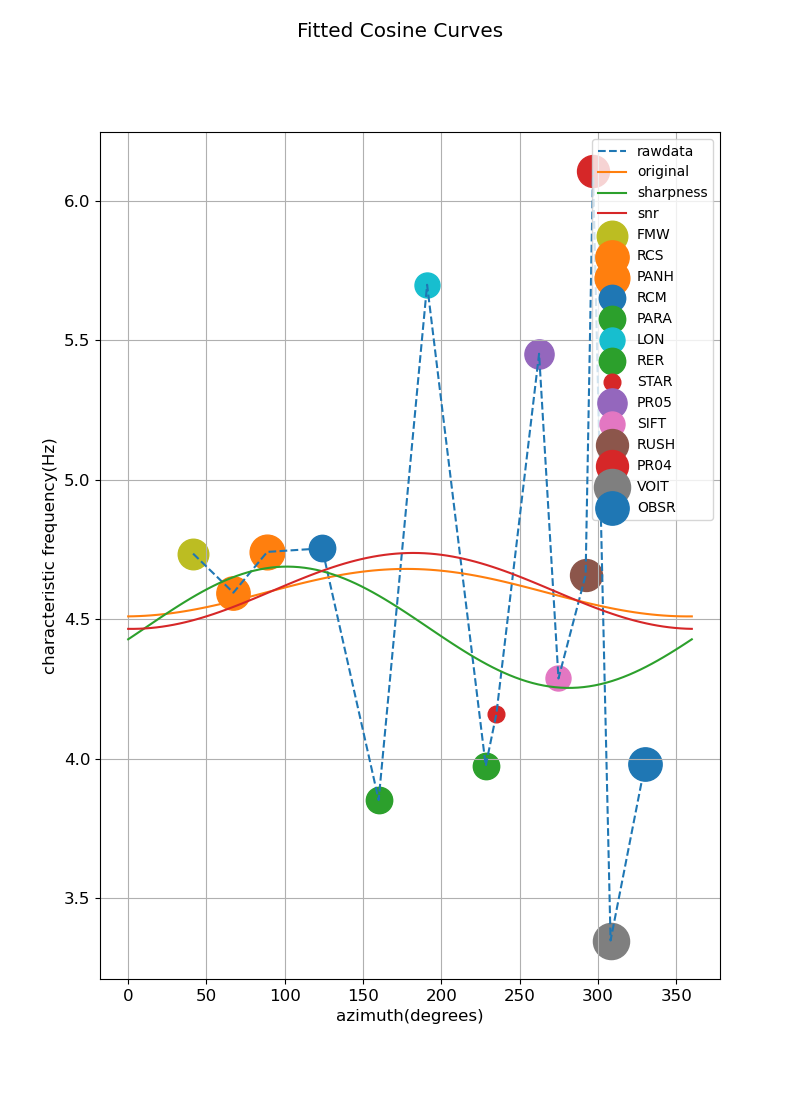 Fitted Cosine Curves
rawdata
original
sharpness
snr
FMW
RCS
PANH
RCM
PARA
LON
RER
STAR
PR05
SIFT
RUSH
PR04
VOIT
OBSR
characteristic frequency(Hz)
6.0
5.5
5.0
4.5
4.0
3.5
0 50 100 150 200 250 300 350
azimuth(degrees)